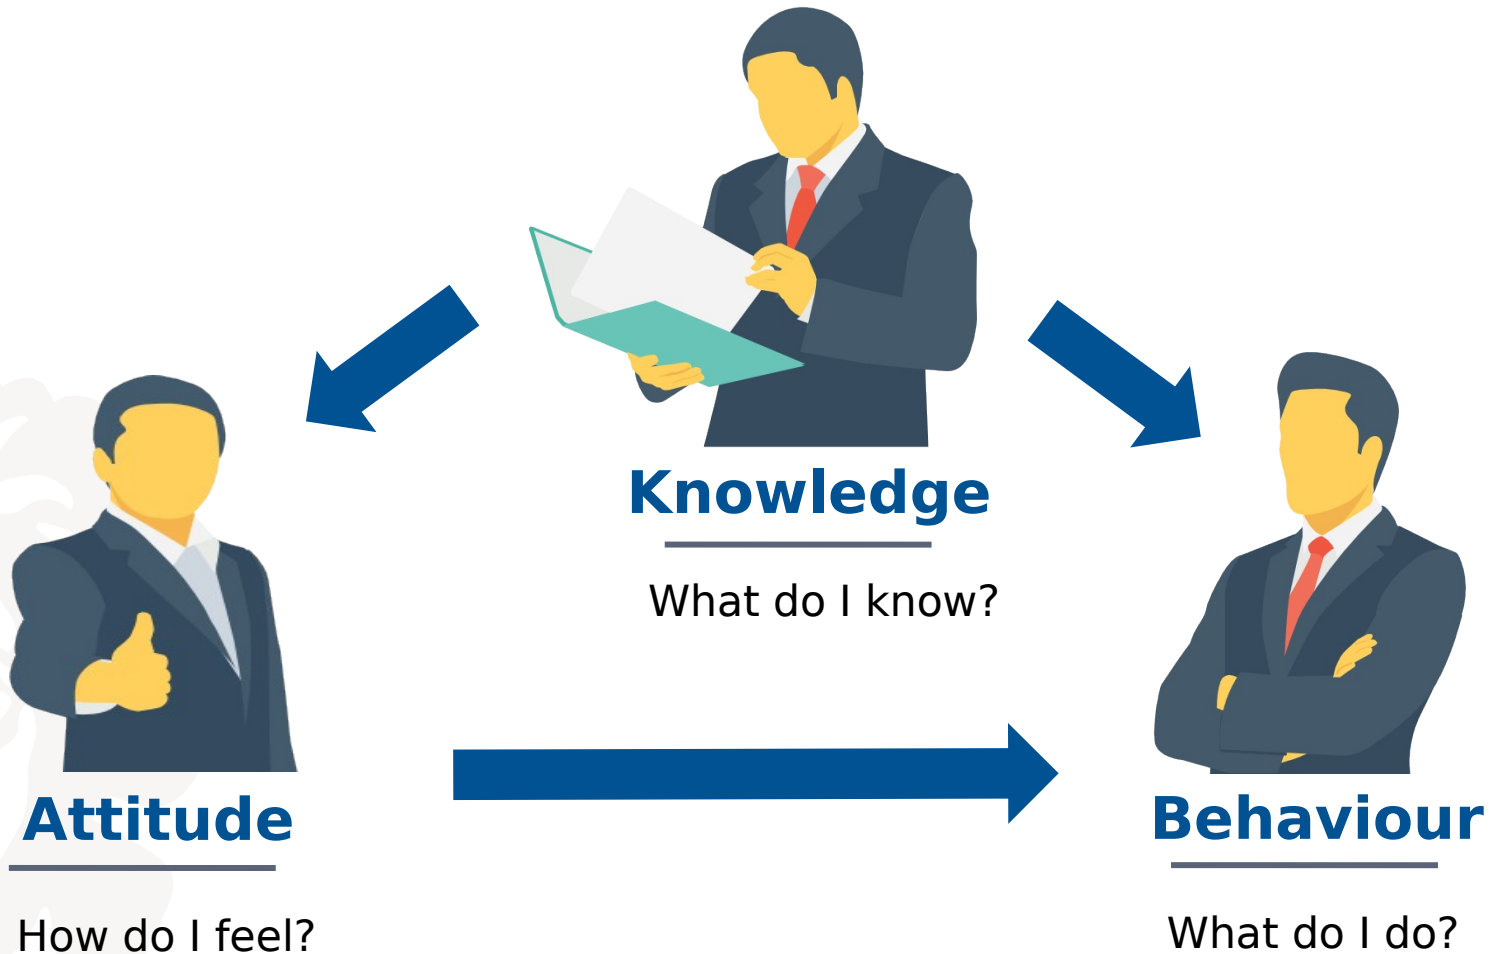 Knowledge
What do I know?
Attitude
How do I feel?
Behaviour
What do I do?